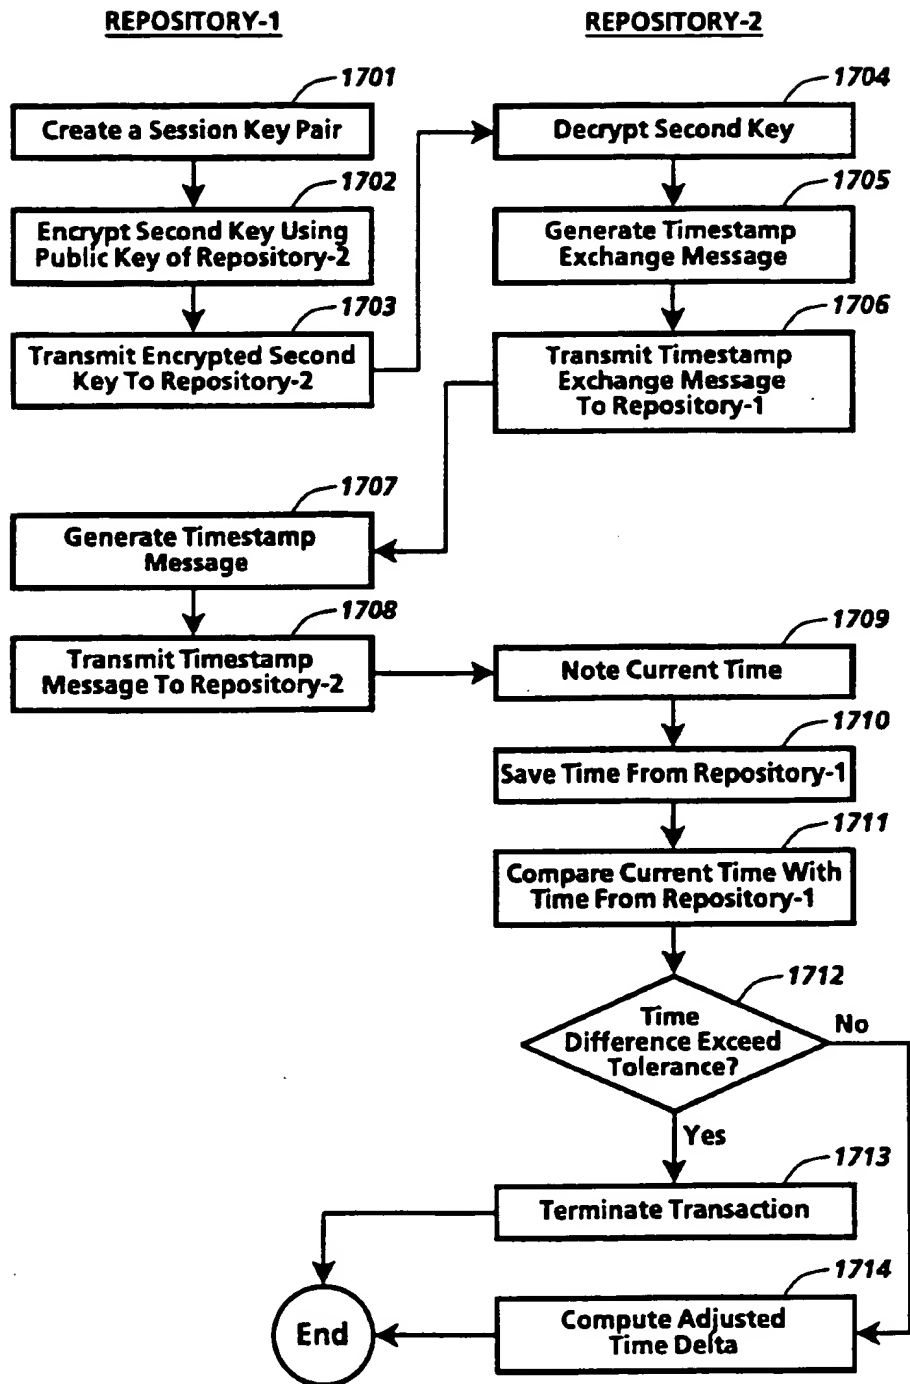 REPOSITORY-1
REPOSITORY-2
1701
Create a Session Key Pair
1702
Encrypt Second Key Using
Public Key of Repository-2
1703
Transmit Encrypted Second
Key To Repository-2
1704
Decrypt Second Key
1705
Generate Timestamp
Exchange Message
1706
Transmit Timestamp
Exchange Message
To Repository-1
1707
Generate Timestamp
Message
1708
Transmit Timestamp
Message To Repository-2
1709
Note Current Time
1710
Save Time From Repository-1
1711
Compare Current Time With
Time From Repository-1
1712
Time
Difference Exceed
Tolerance?
No
Yes
1713
Terminate Transaction
1714
Compute Adjusted
Time Delta
End